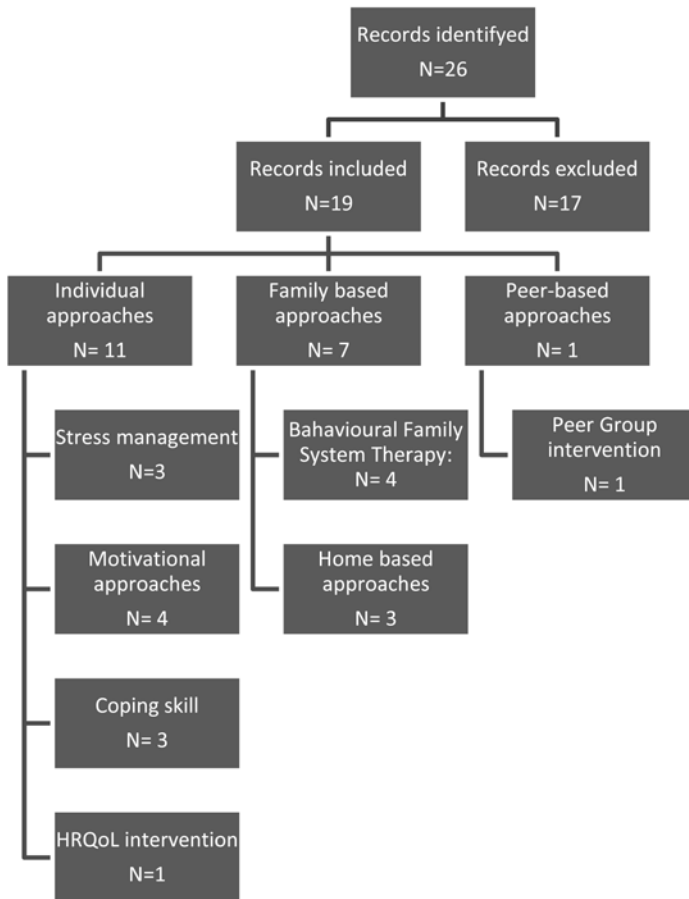 Records identifyed
N=26
Records included
N=19
Records excluded
N=17
Individual
approaches
N= 11
Family based
approaches
N= 7
Peer-based
approaches
N= 1
Stress management
N=3
Bahavioural Family
System Therapy:
N= 4
Peer Group
intervention
N= 1
Motivational
approaches
N= 4
Home based
approaches
N= 3
Coping skill
N= 3
HRQoL intervention
N=1